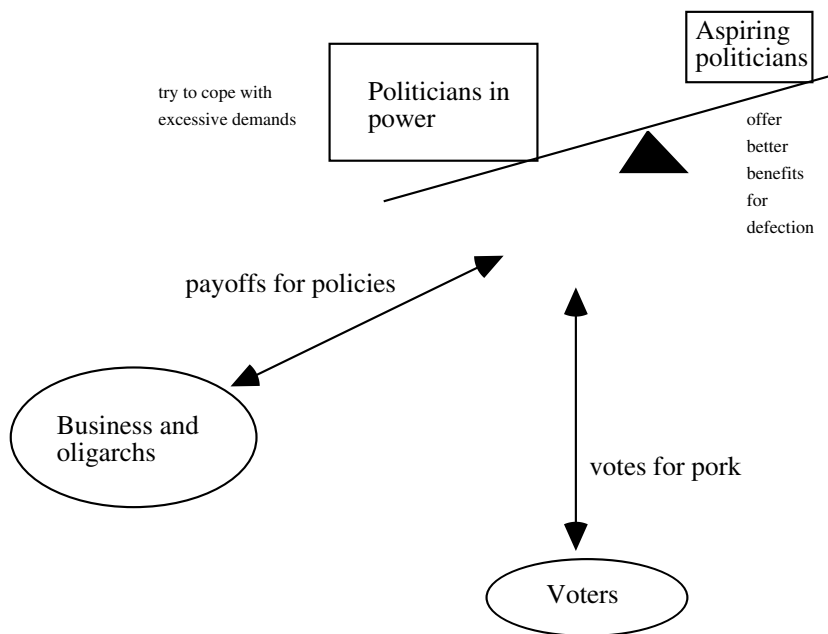 Aspiring
politicians
try to cope with
excessive demands
Politicians in
power
offer
better
benefits
for
defection
payoffs for policies
Business and
oligarchs
votes for pork
Voters